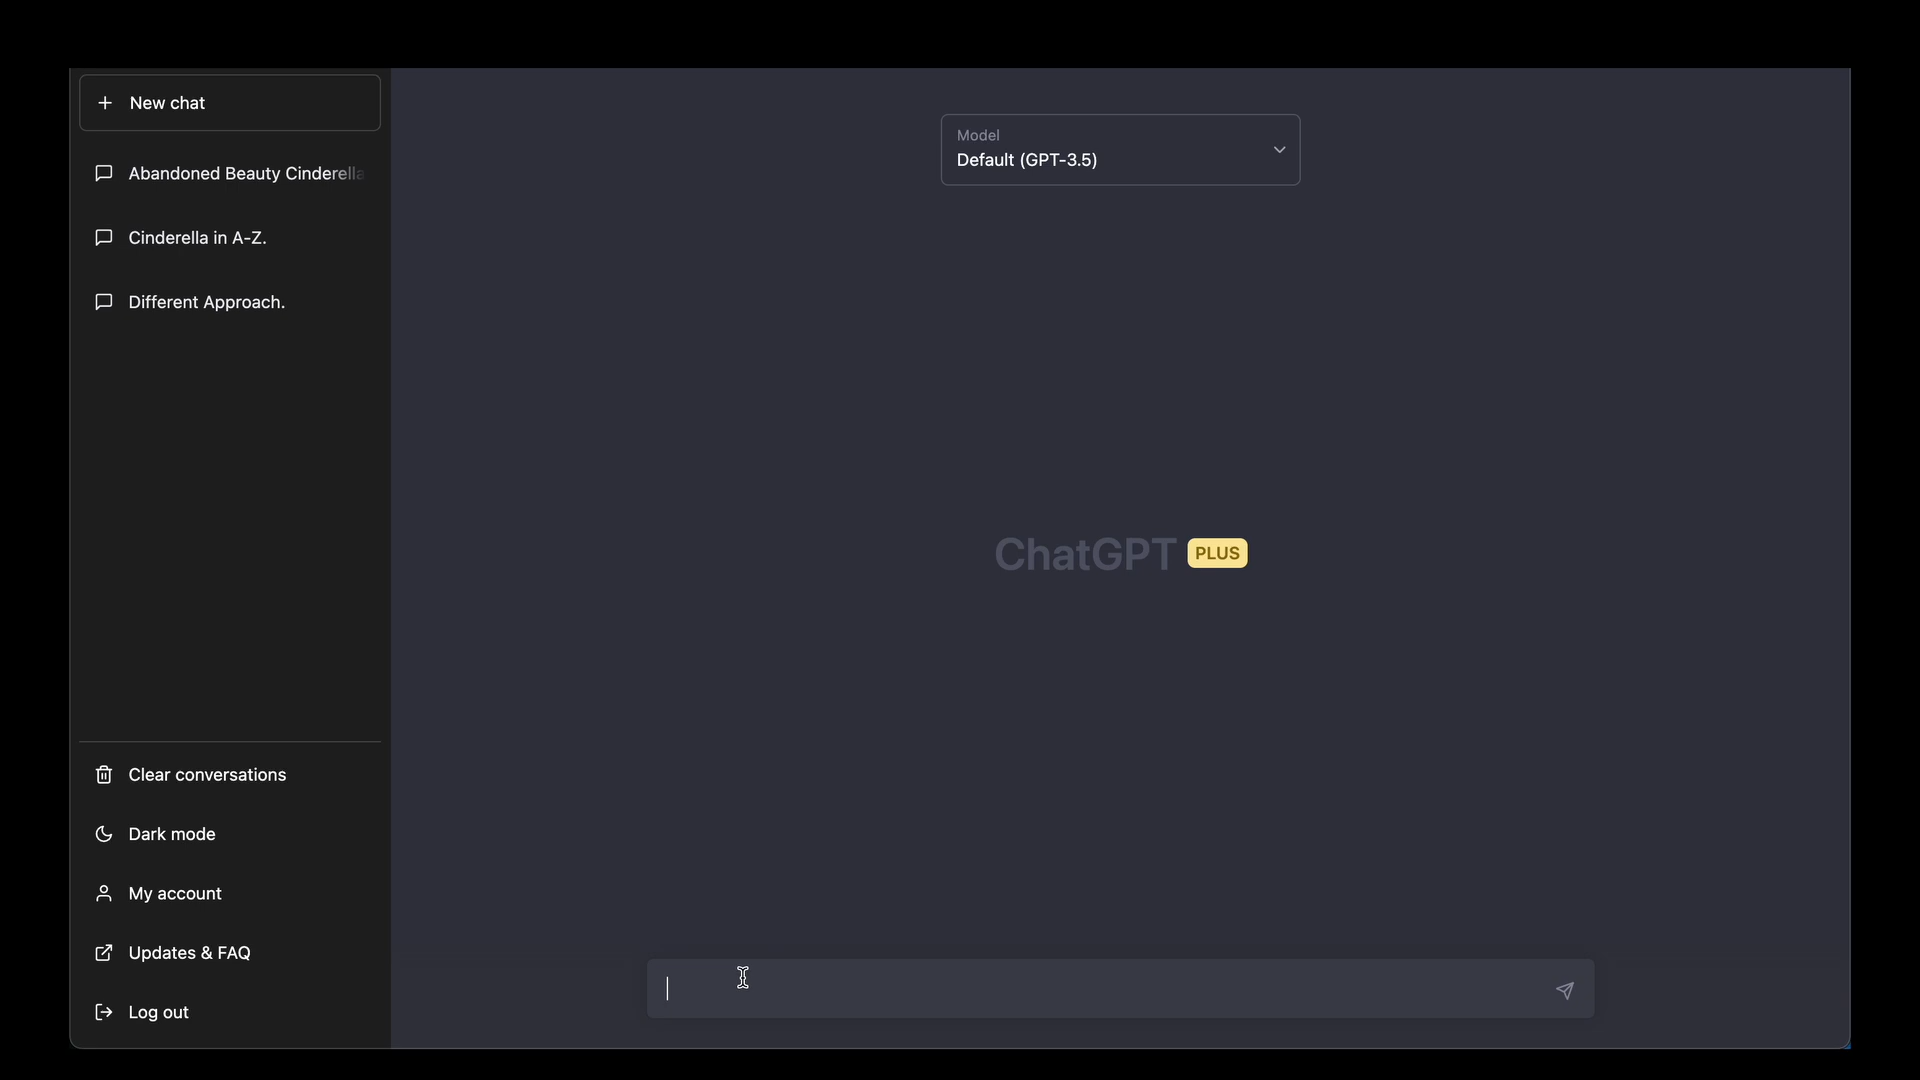 New chat
Abandoned Beauty Cinderella
Cinderella in A-Z.
Different Approach.
Clear conversations
Dark mode
My account
Updates & FAQ
Log out
Model
Default (GPT-3.5)
ChatGPT PLUS